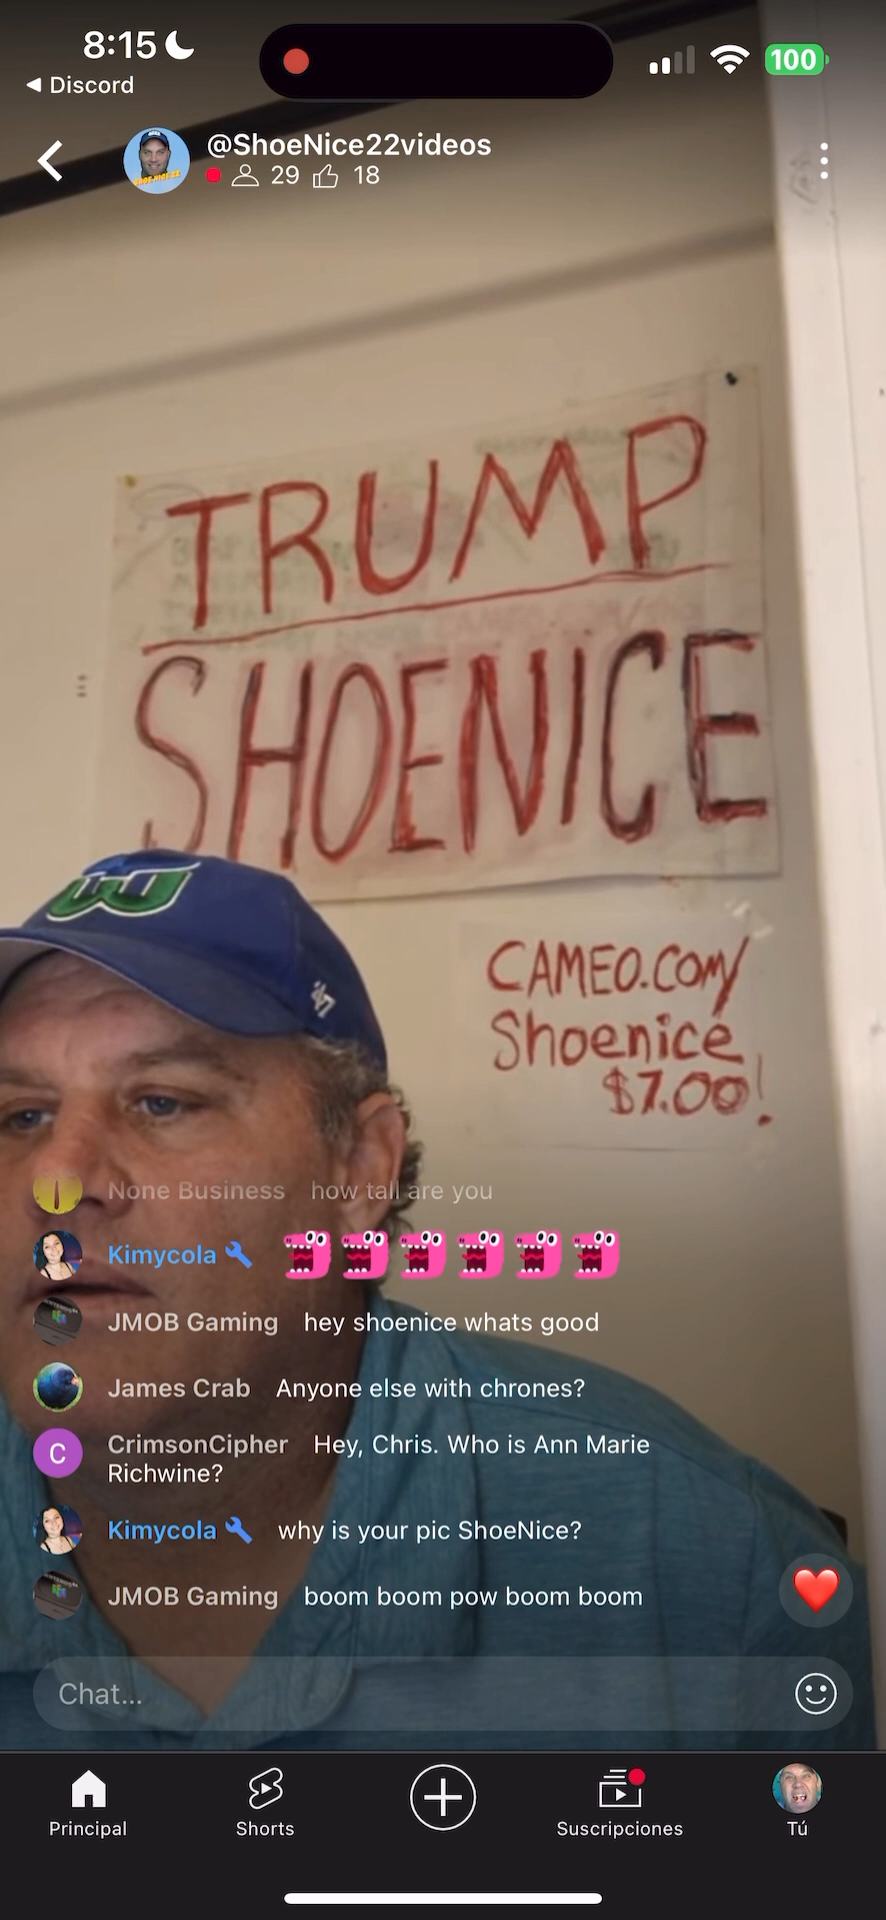 8:15
100
Discord
@ShoeNice22videos
29 18
TRUMP
SHOENICE
W
'47
CAMEO.COM/
Shoenice
$7.00!
None Business how tall are you
Kimycola
JMOB Gaming hey shoenice whats good
James Crab Anyone else with chrones?
C
CrimsonCipher Hey, Chris. Who is Ann Marie
Richwine?
Kimycola why is your pic ShoeNice?
JMOB Gaming boom boom pow boom boom
Chat...
Principal
Shorts
Suscripciones
Tú